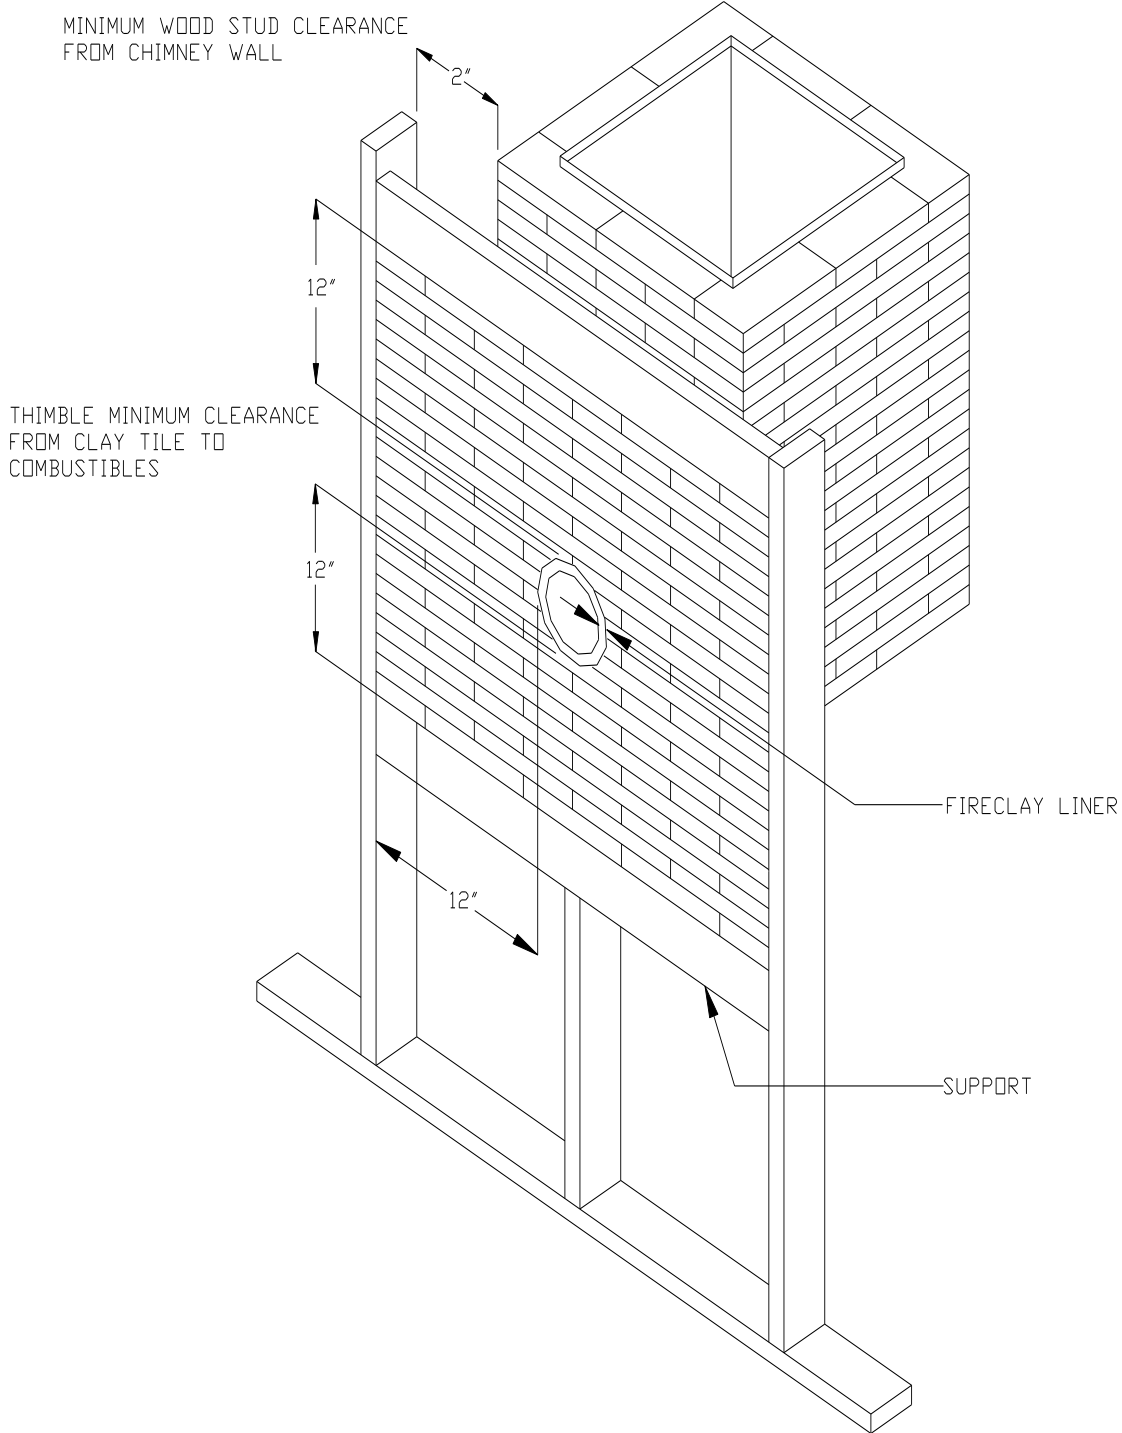 MINIMUM WOOD STUD CLEARANCE
FROM CHIMNEY WALL
2"
12"
THIMBLE MINIMUM CLEARANCE
FROM CLAY TILE TO
COMBUSTIBLES
12"
FIRECLAY LINER
12"
SUPPORT